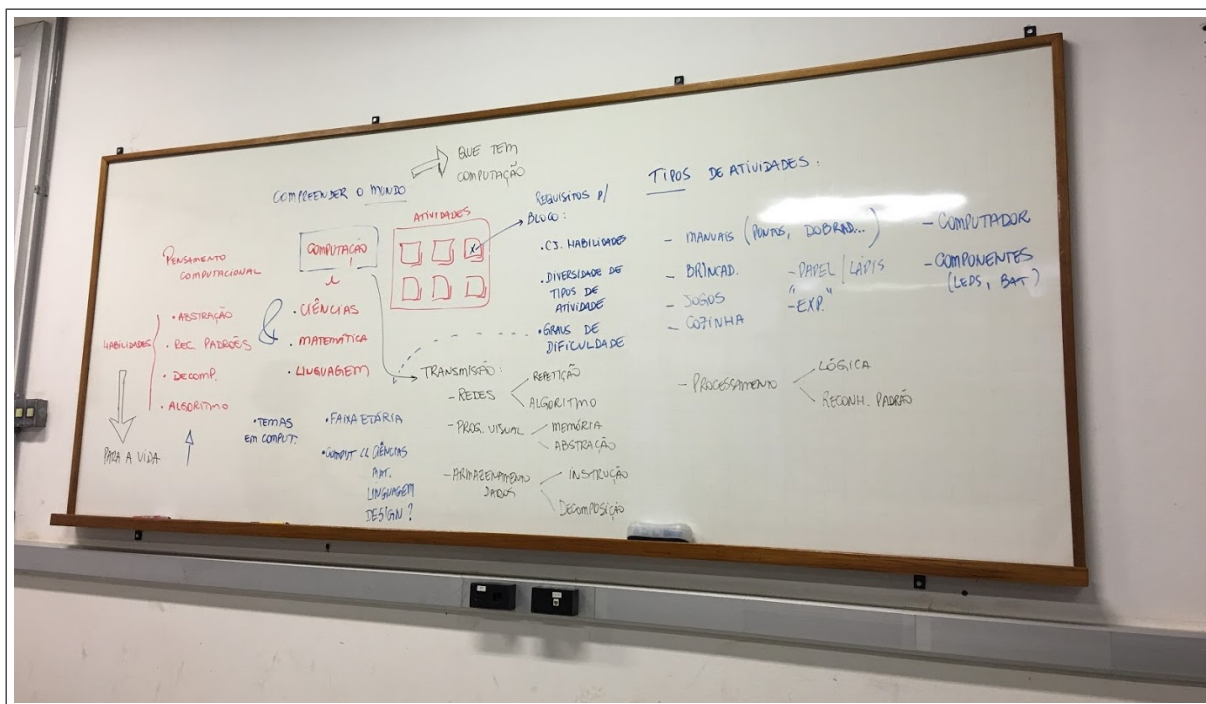 QUE TEM
COMPUTAÇÃO
COMPREENDER O MUNDO
PENSAMENTO
COMPUTACIONAL
HABILIDADES
• ABSTRAÇÃO
• REC. PADRÕES
• DECOMP.
• ALGORITMO
PARA A VIDA
COMPUTAÇÃO
&
• CIÊNCIAS
• MATEMÁTICA
• LINGUAGEM
ATIVIDADES
X
REQUISITOS P/
BLOCO:
• CJ. HABILIDADES
• DIVERSIDADE DE
TIPOS DE
ATIVIDADE
• GRAUS DE
DIFICULDADE
• TEMAS
EM COMPUT.
• FAIXA ETÁRIA
• COMPUT CIÊNCIAS
MAT.
LINGUAGEM
DESIGN?
TRANSMISSÃO:
- REDES
REPETIÇÃO
ALGORITMO
- PROG. VISUAL
MEMÓRIA
ABSTRAÇÃO
- ARMAZENAMENTO
DADOS
INSTRUÇÃO
DECOMPOSIÇÃO
TIPOS DE ATIVIDADES:
- MANUAIS (PONTOS, DOBRAD...)
- BRINCAD.
- JOGOS
- COZINHA
- PAPEL/LÁPIS
- "EXP."
- COMPUTADOR
- COMPONENTES
(LEDS, BAT)
- PROCESSAMENTO
LÓGICA
RECONH. PADRÃO